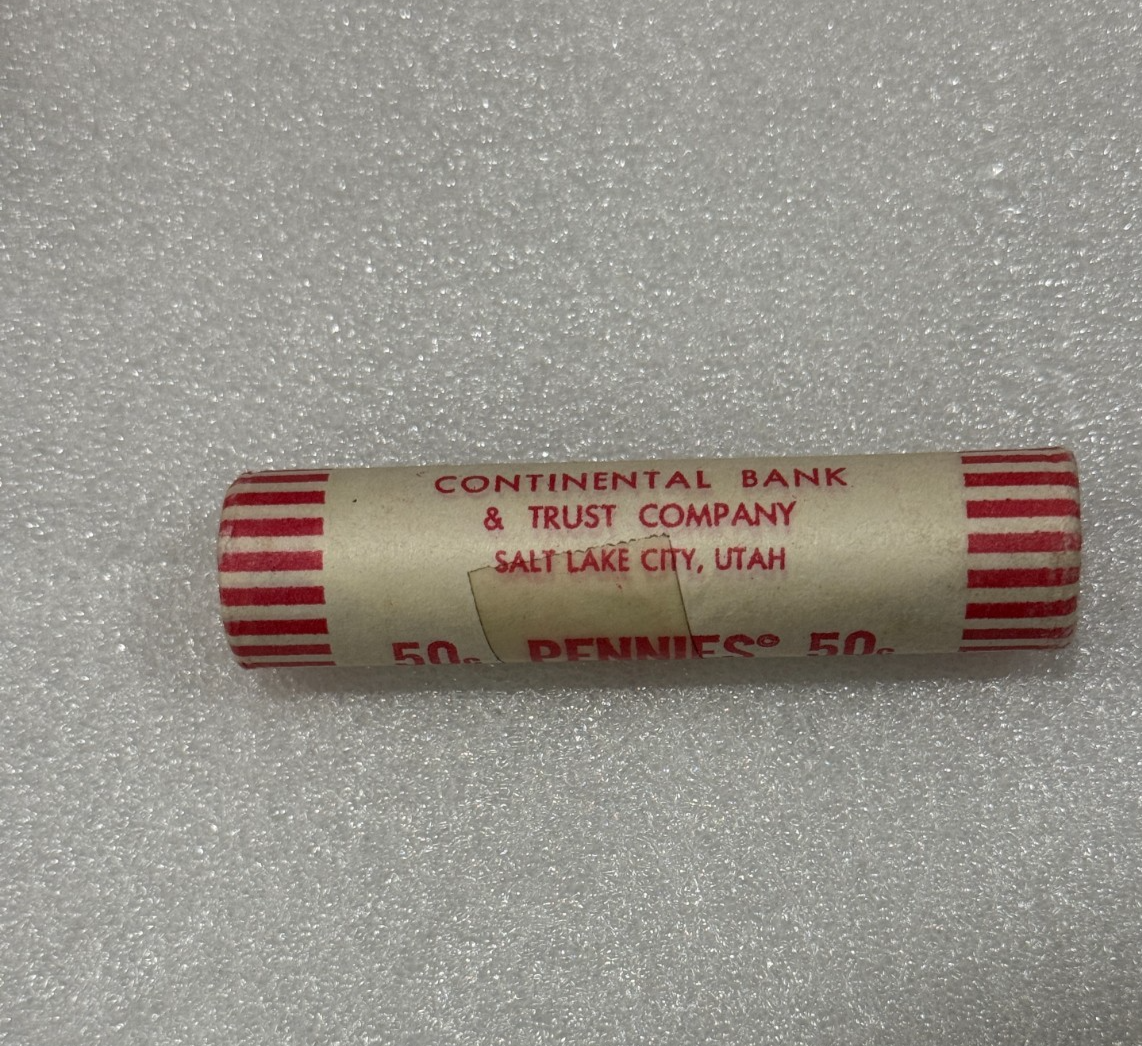 CONTINENTAL BANK
& TRUST COMPANY
SALT LAKE CITY, UTAH
50¢ PENNIES® 50¢